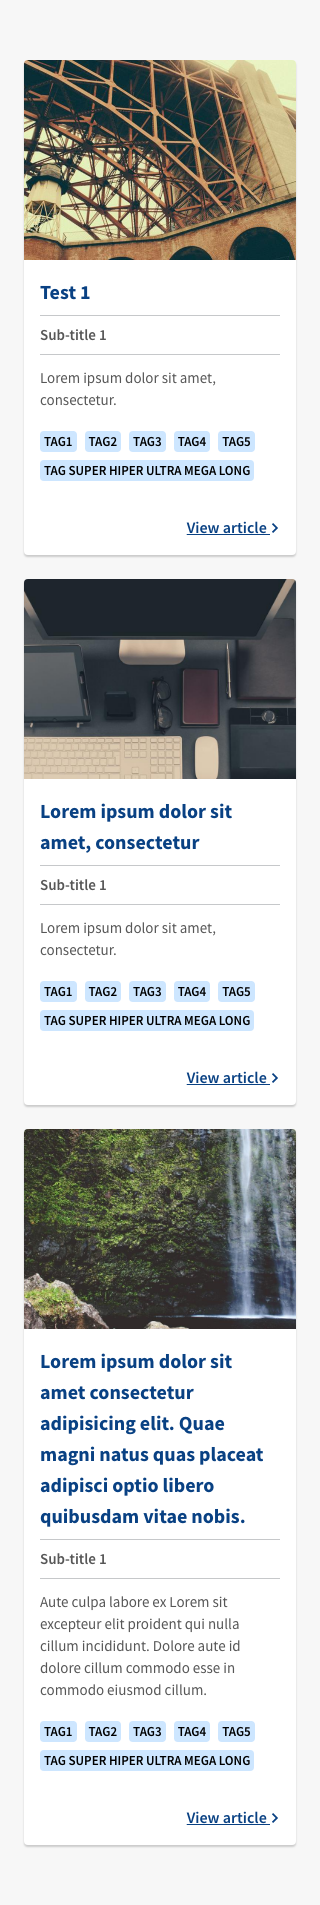 Test 1
Sub-title 1
Lorem ipsum dolor sit amet,
consectetur.
TAG1 TAG2 TAG3 TAG4 TAG5
TAG SUPER HIPER ULTRA MEGA LONG
View article
Lorem ipsum dolor sit
amet, consectetur
Sub-title 1
Lorem ipsum dolor sit amet,
consectetur.
TAG1 TAG2 TAG3 TAG4 TAG5
TAG SUPER HIPER ULTRA MEGA LONG
View article
Lorem ipsum dolor sit
amet consectetur
adipisicing elit. Quae
magni natus quas placeat
adipisci optio libero
quibusdam vitae nobis.
Sub-title 1
Aute culpa labore ex Lorem sit
excepteur elit proident qui nulla
cillum incididunt. Dolore aute id
dolore cillum commodo esse in
commodo eiusmod cillum.
TAG1 TAG2 TAG3 TAG4 TAG5
TAG SUPER HIPER ULTRA MEGA LONG
View article